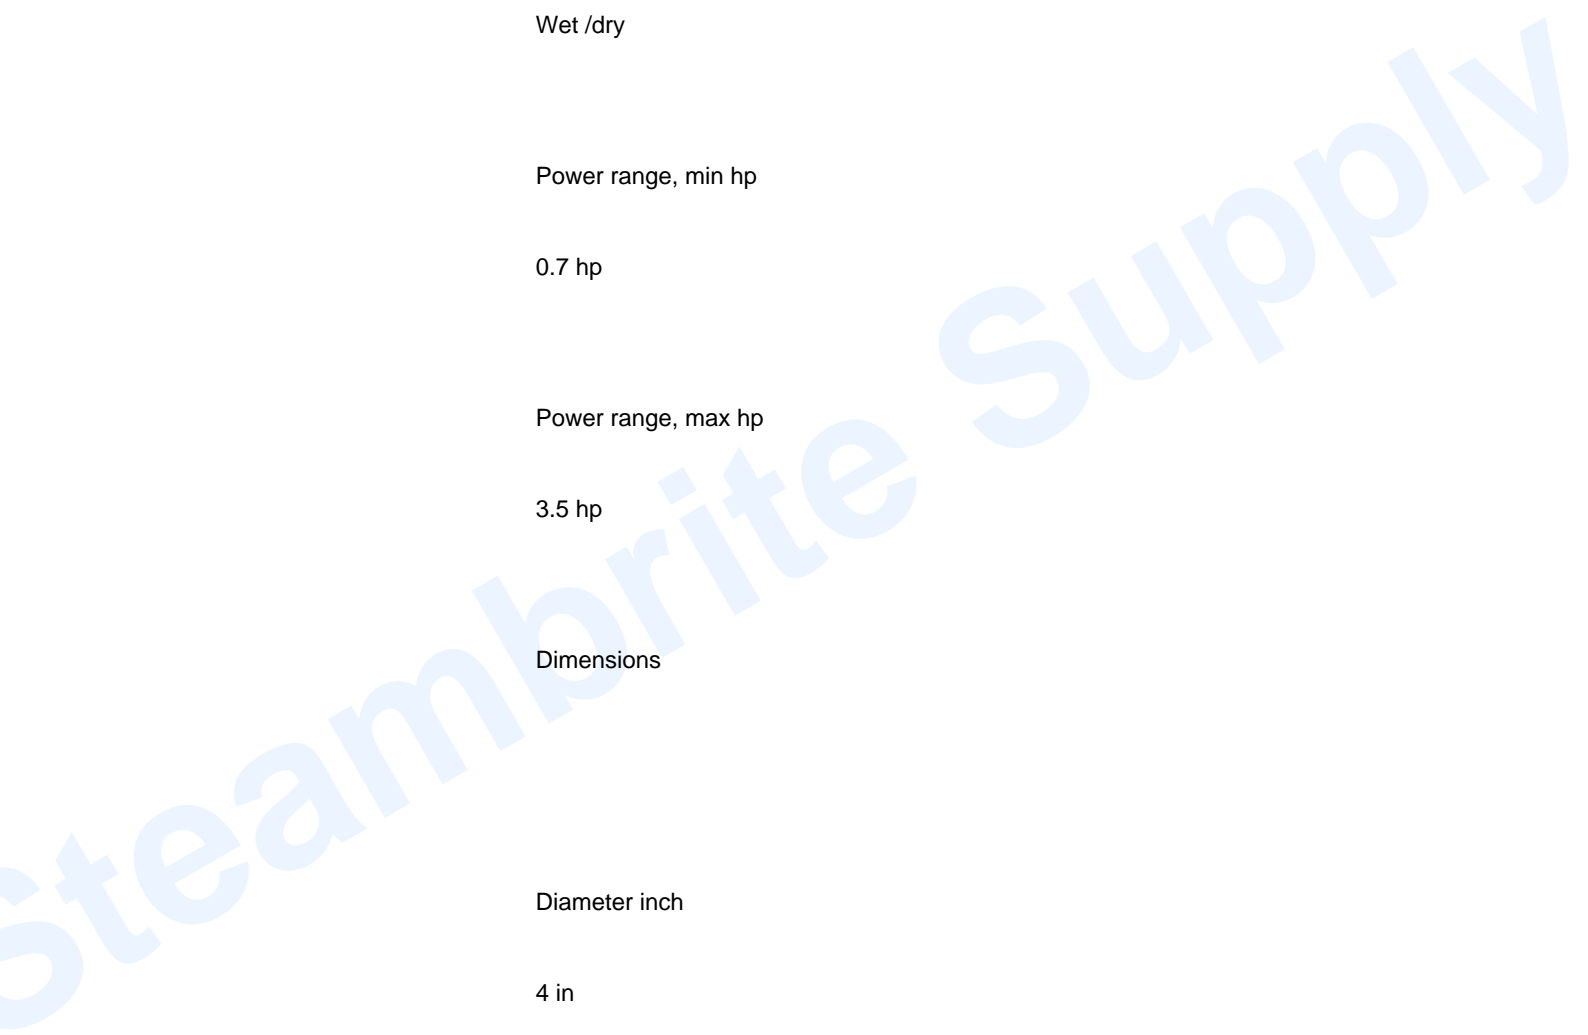 Wet /dry
Power range, min hp
0.7 hp
Power range, max hp
3.5 hp
Dimensions
Diameter inch
4 in
Steambrite Supply